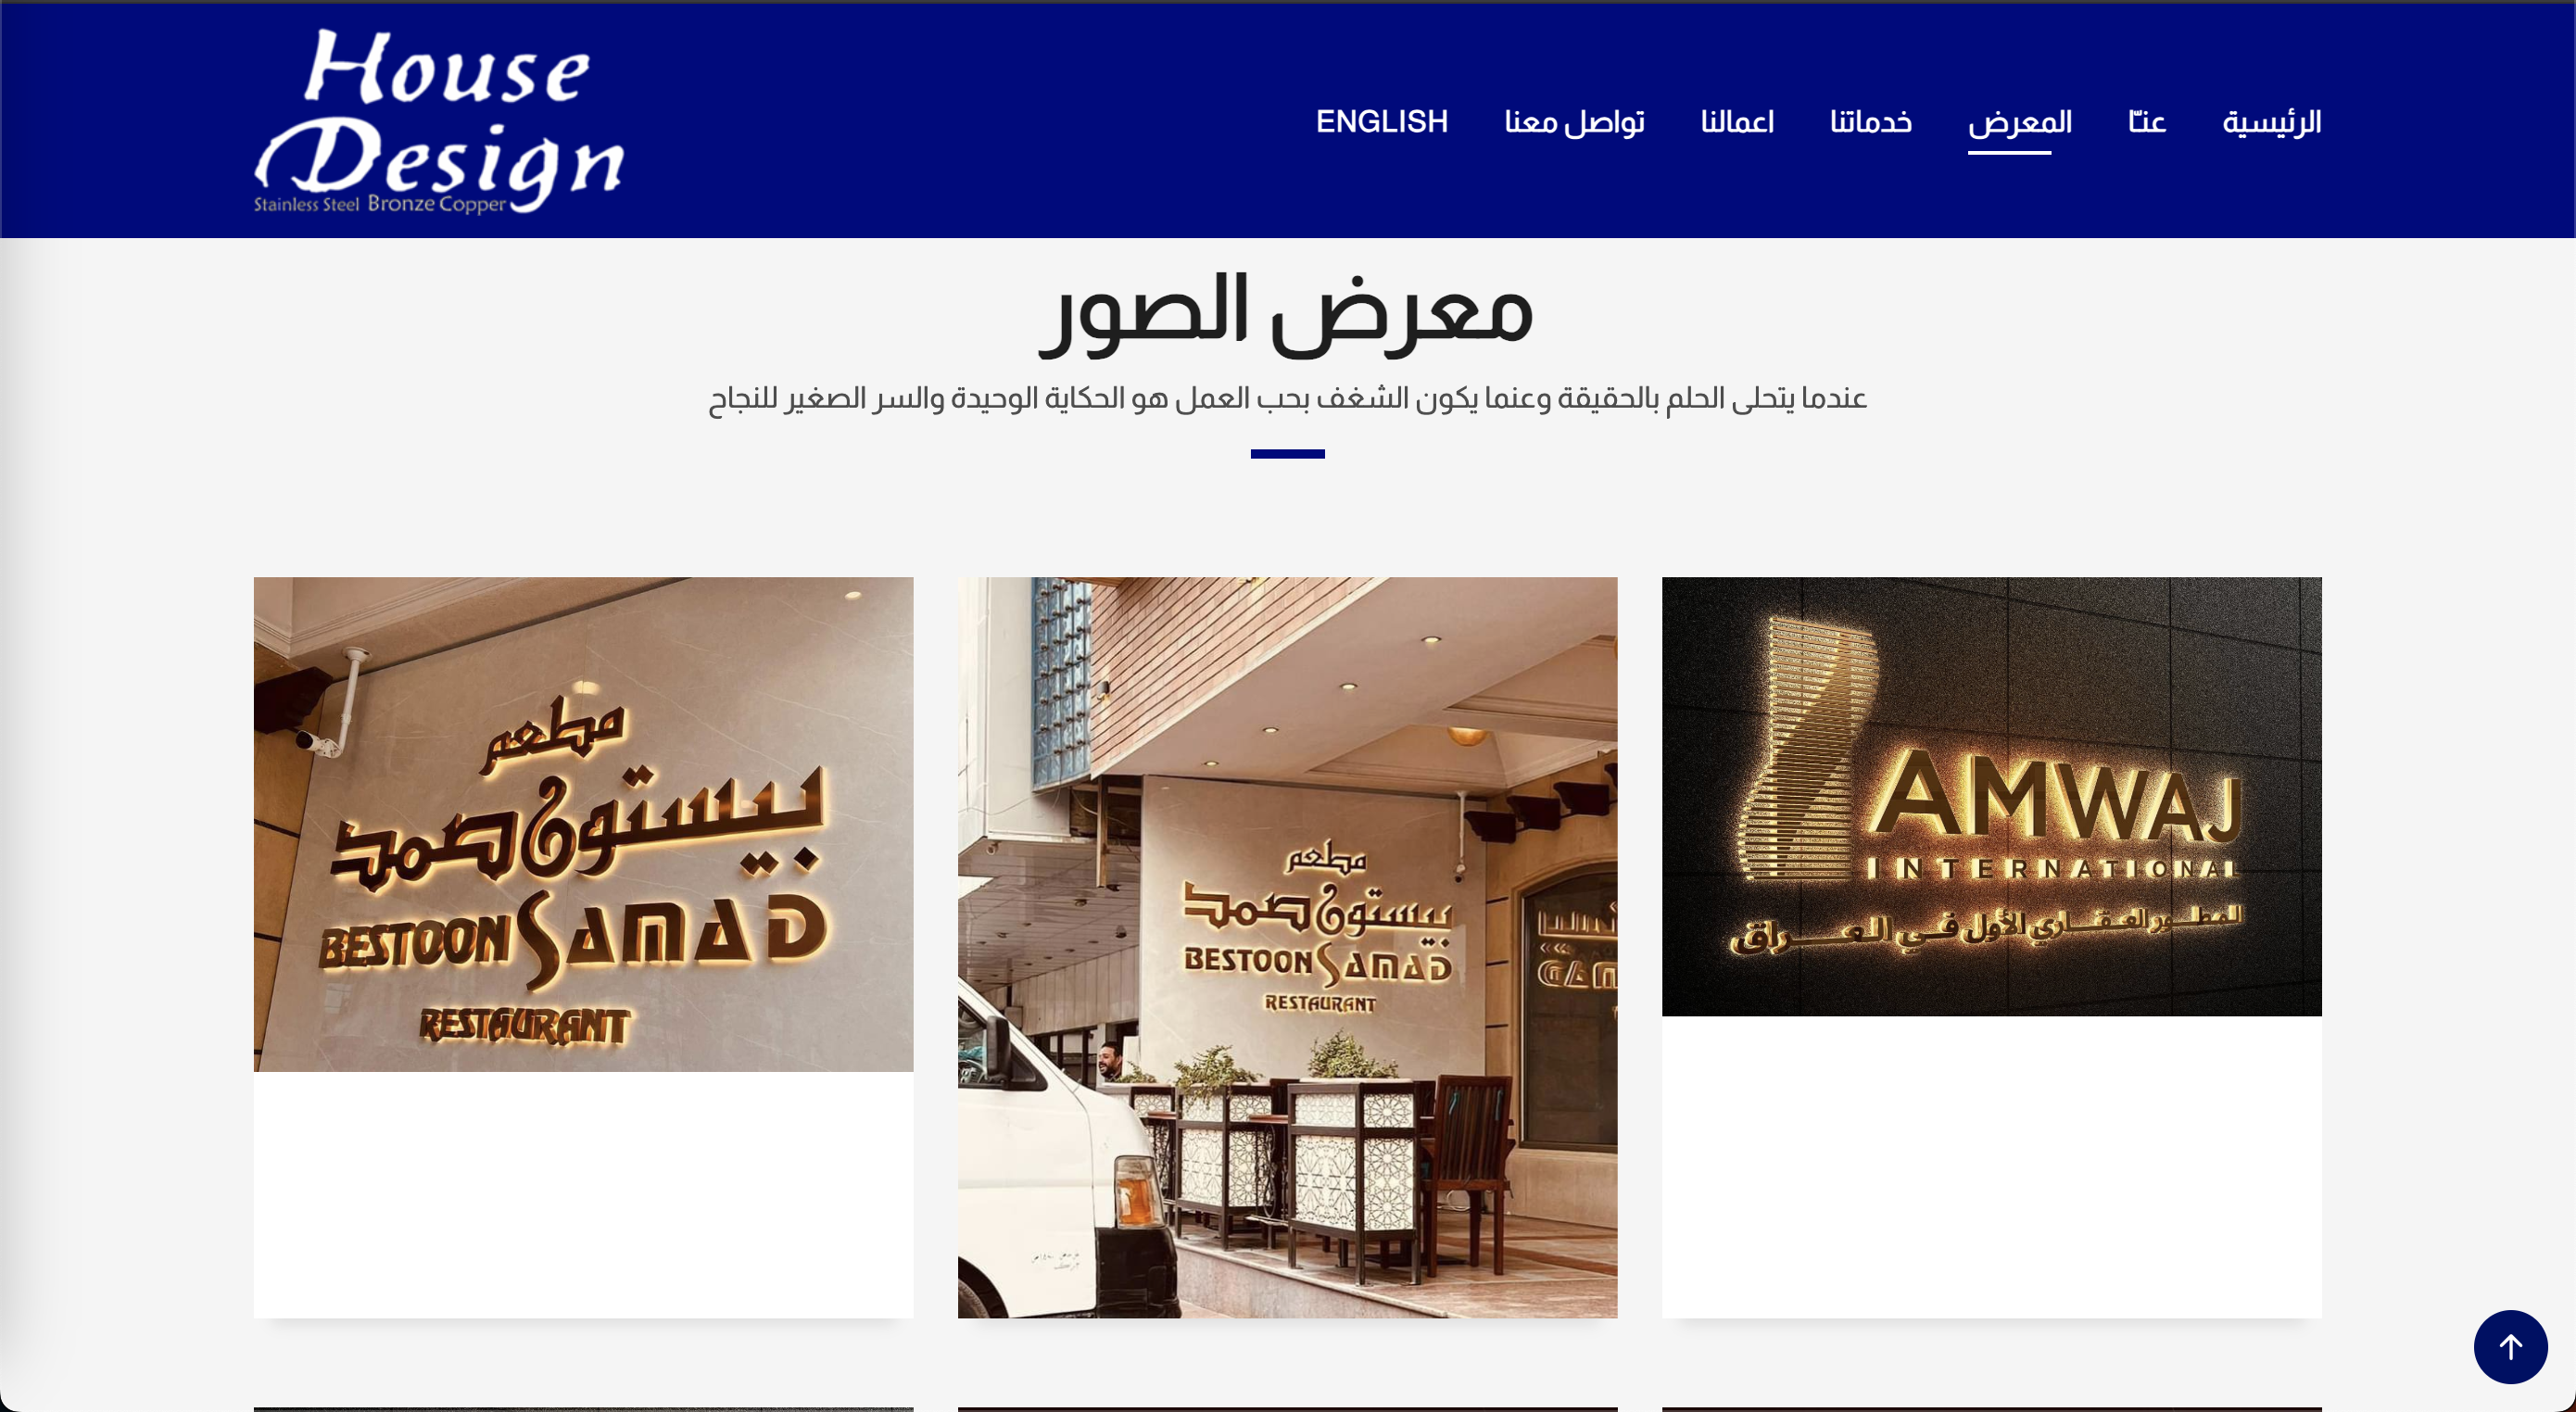 House
Design
Stainless Steel Bronze Copper
الرئيسية
عنـّا
المعرض
خدماتنا
اعمالنا
تواصل معنا
ENGLISH
معرض الصور
عندما يتحلى الحلم بالحقيقة وعنما يكون الشغف بحب العمل هو الحكاية الوحيدة والسر الصغير للنجاح
AMWAJ
INTERNATIONAL
المطور العقاري الأول في العراق
مطعم
بيستون صمد
BESTOON SAMAD
RESTAURANT
مطعم
بيستون صمد
BESTOON SAMAD
RESTAURANT